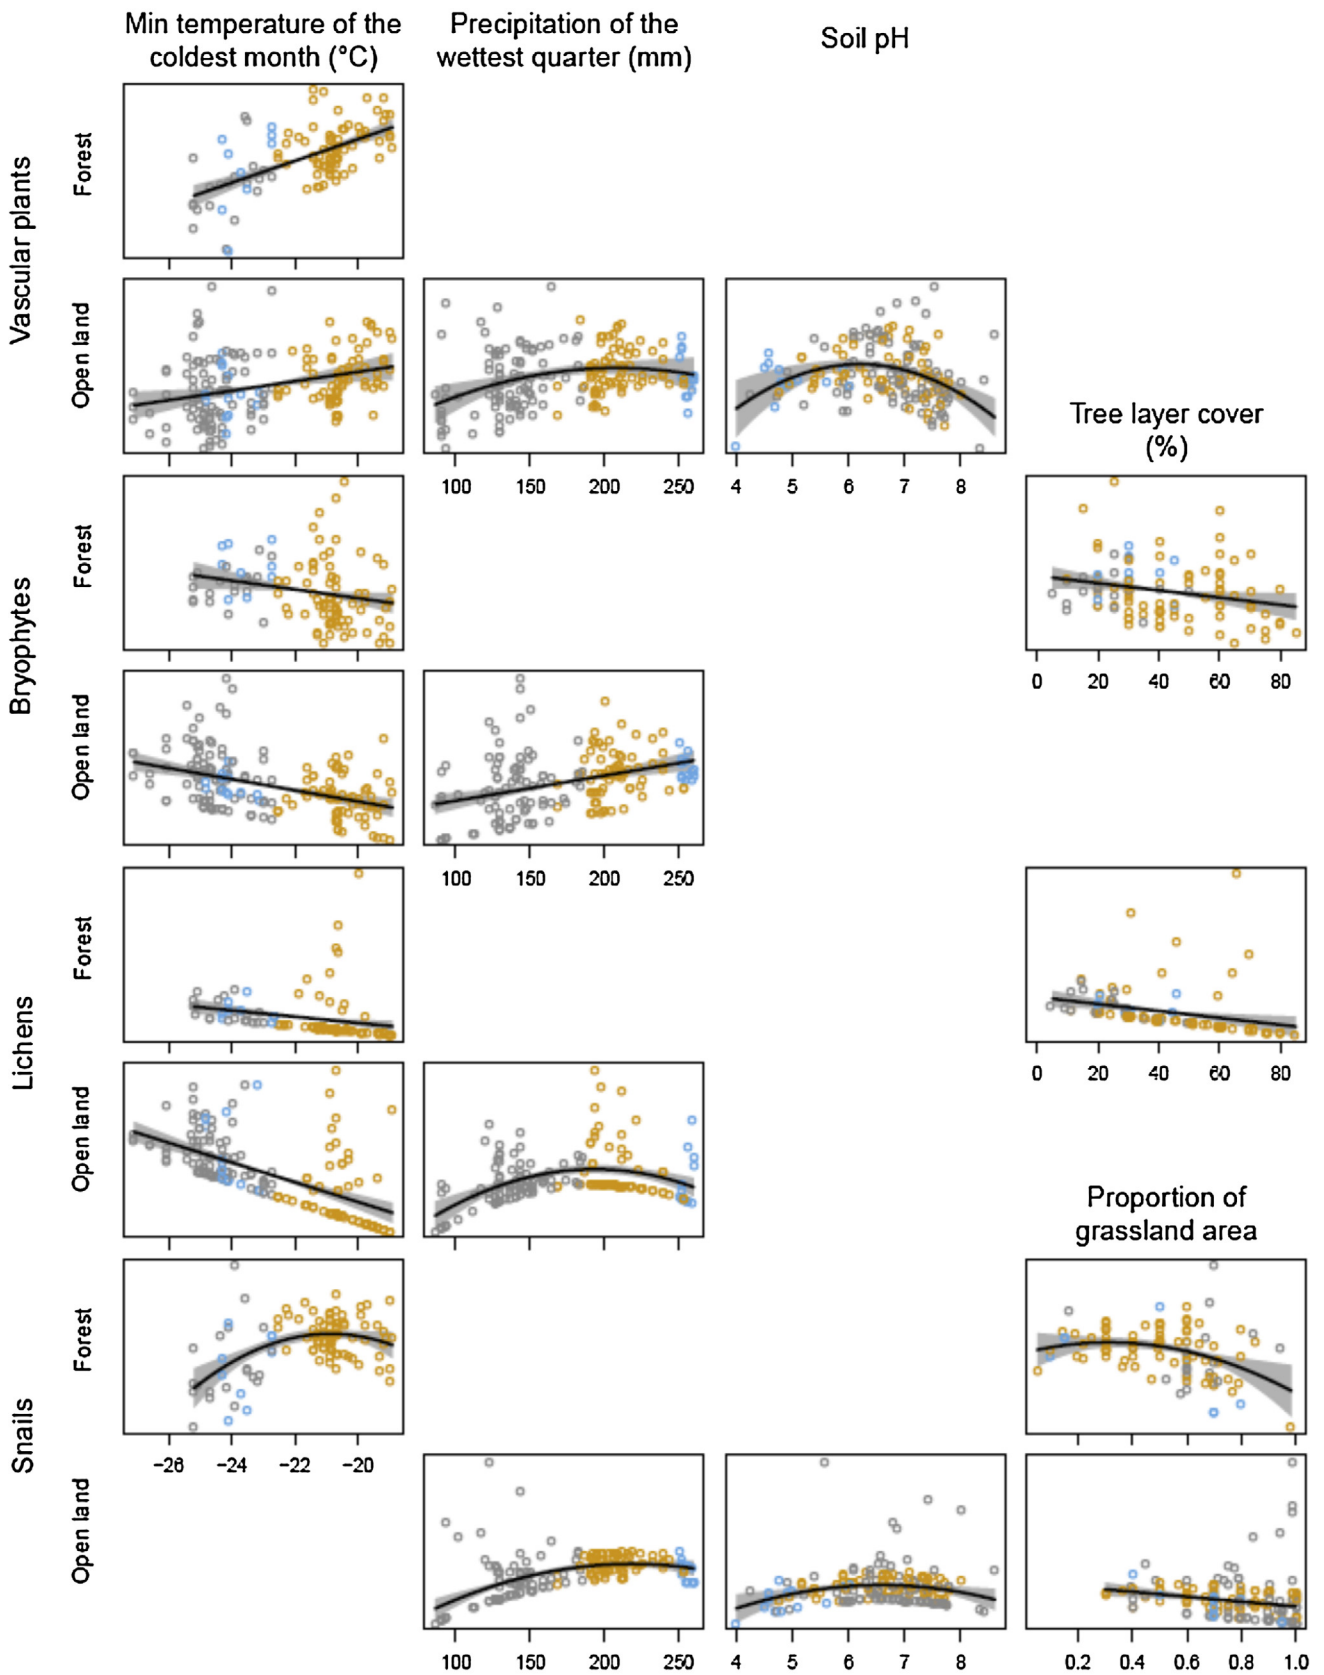 Min temperature of the
coldest month (°C)
Precipitation of the
wettest quarter (mm)
Soil pH
Vascular plants
Forest
Open land
100 150 200 250
4 5 6 7 8
Tree layer cover
(%)
Bryophytes
Forest
0 20 40 60 80
Open land
100 150 200 250
Lichens
Forest
0 20 40 60 80
Open land
Proportion of
grassland area
Snails
Forest
−26 −24 −22 −20
Open land
100 150 200 250
4 5 6 7 8
0.2 0.4 0.6 0.8 1.0